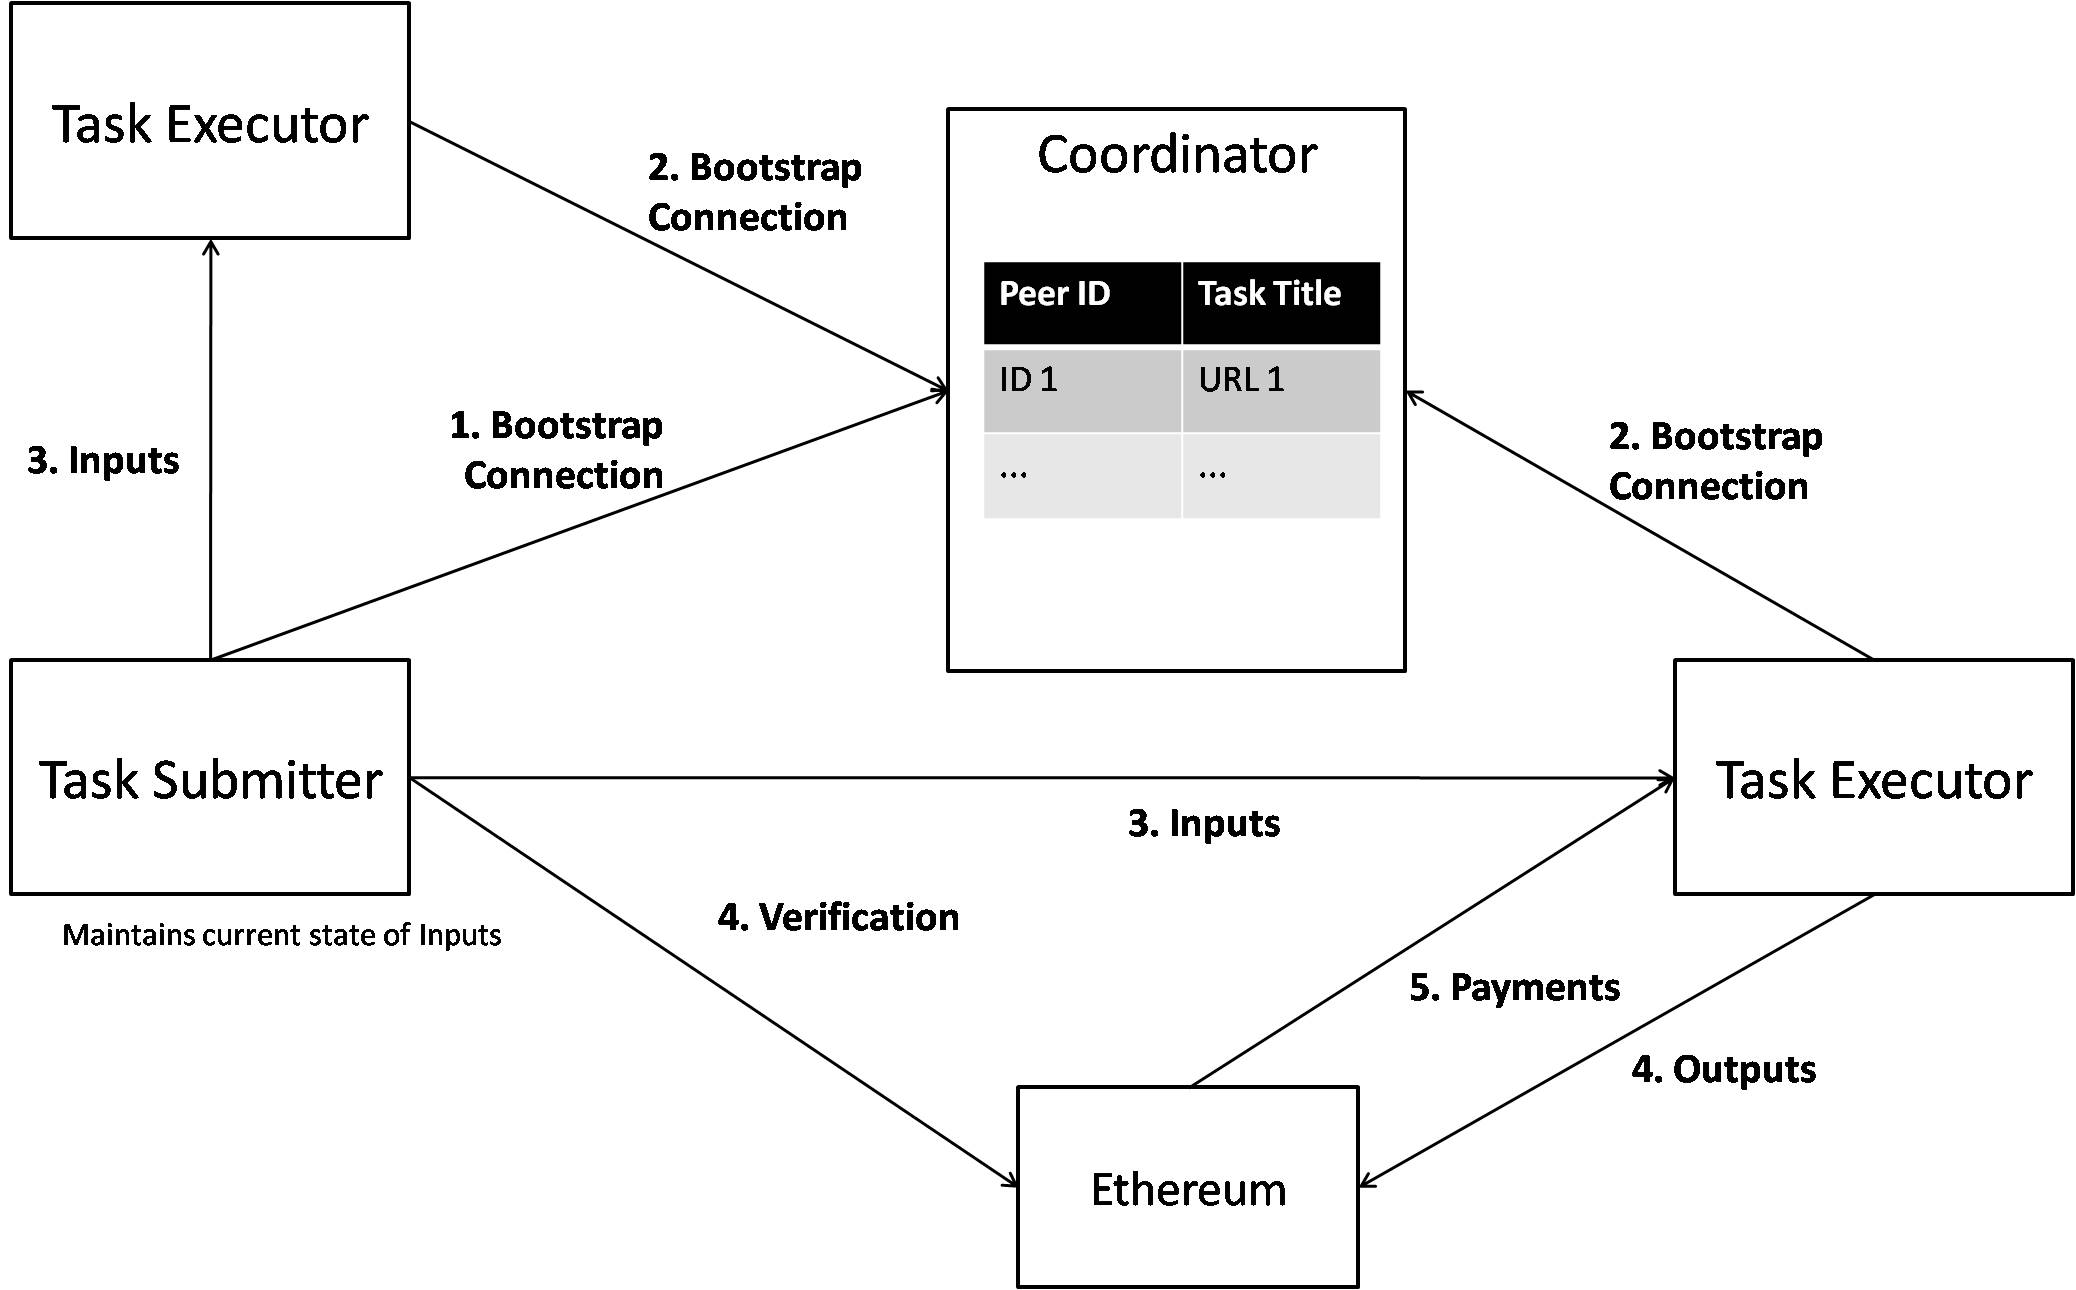 Task Executor
2. Bootstrap
Connection
Coordinator
Peer ID Task Title
ID 1 URL 1
... ...
1. Bootstrap
Connection
3. Inputs
2. Bootstrap
Connection
Task Submitter
Maintains current state of Inputs
3. Inputs
Task Executor
4. Verification
5. Payments
4. Outputs
Ethereum